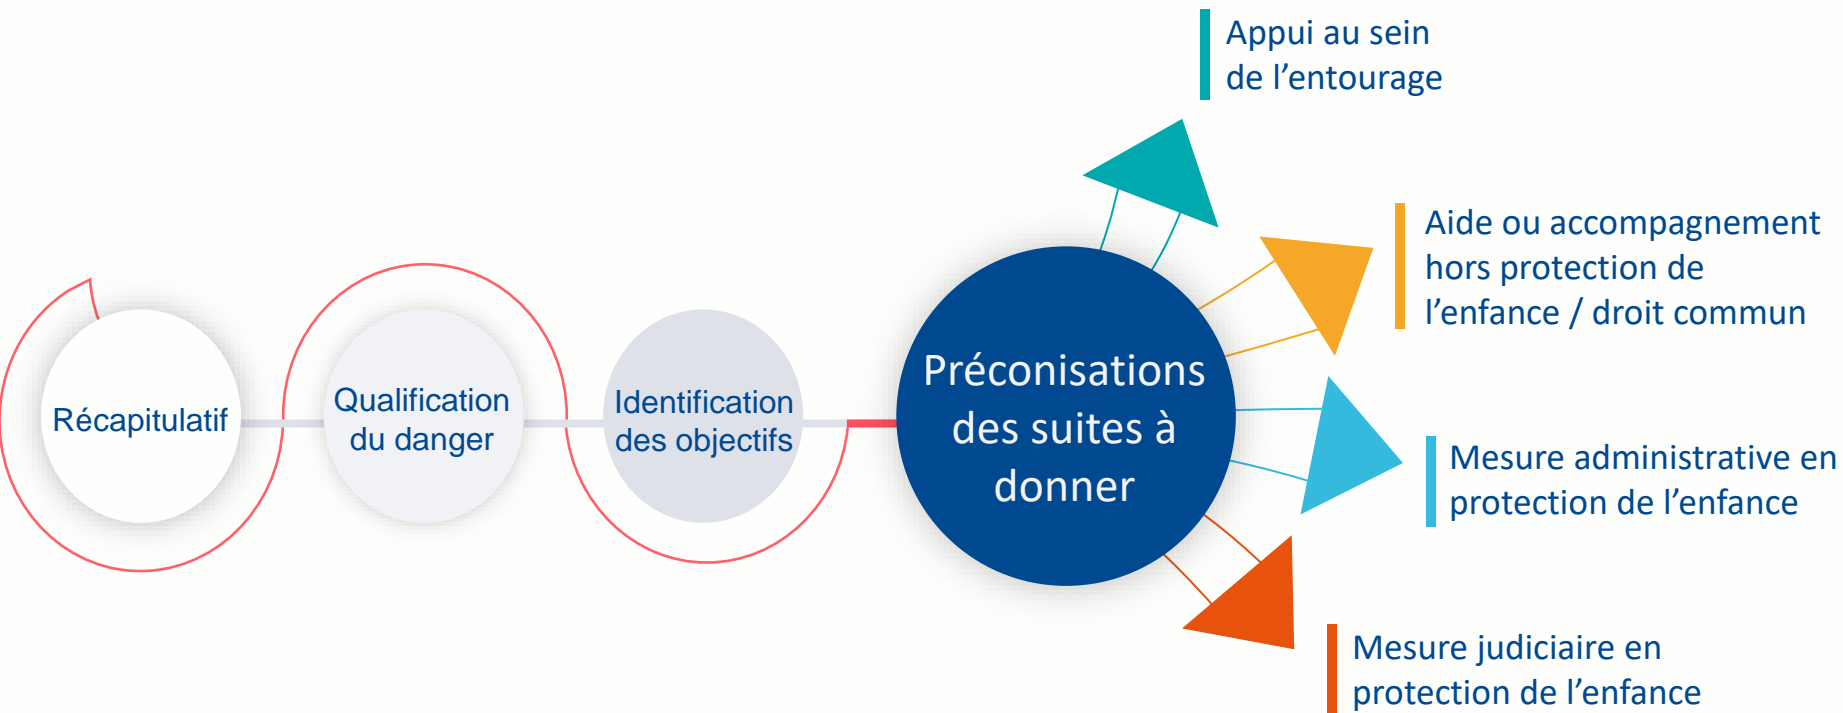 Récapitulatif
Qualification
du danger
Identification
des objectifs
Préconisations
des suites à
donner
Appui au sein
de l’entourage
Aide ou accompagnement
hors protection de
l’enfance / droit commun
Mesure administrative en
protection de l’enfance
Mesure judiciaire en
protection de l’enfance